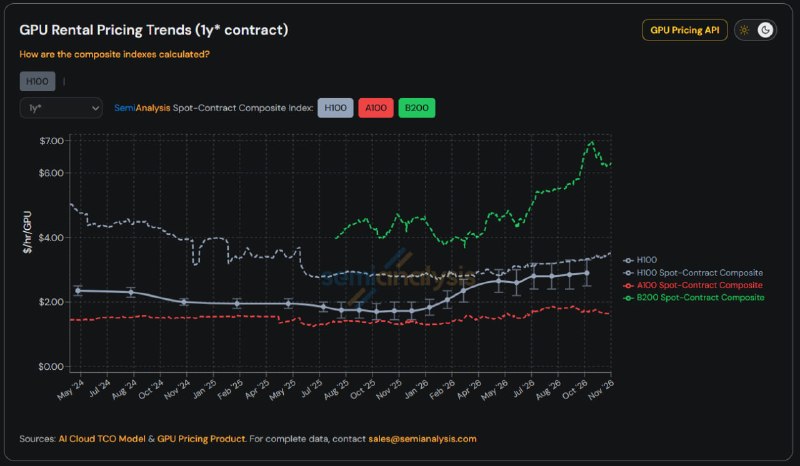 GPU Rental Pricing Trends (1y* contract)
GPU Pricing API
How are the composite indexes calculated?
H100
1y*
SemiAnalysis Spot-Contract Composite Index: H100 A100 B200
$/hr/GPU
$7.00
$6.00
$4.00
$2.00
$0.00
semianalysis
H100
H100 Spot-Contract Composite
A100 Spot-Contract Composite
B200 Spot-Contract Composite
May '24 Jul '24 Aug '24 Oct '24 Nov '24 Jan '25 Feb '25 Apr '25 May '25 Jul '25 Aug '25 Oct '25 Nov '25 Jan '26 Feb '26 Apr '26 May '26 Jul '26 Aug '26 Oct '26 Nov '26
Sources: AI Cloud TCO Model & GPU Pricing Product. For complete data, contact sales@semianalysis.com